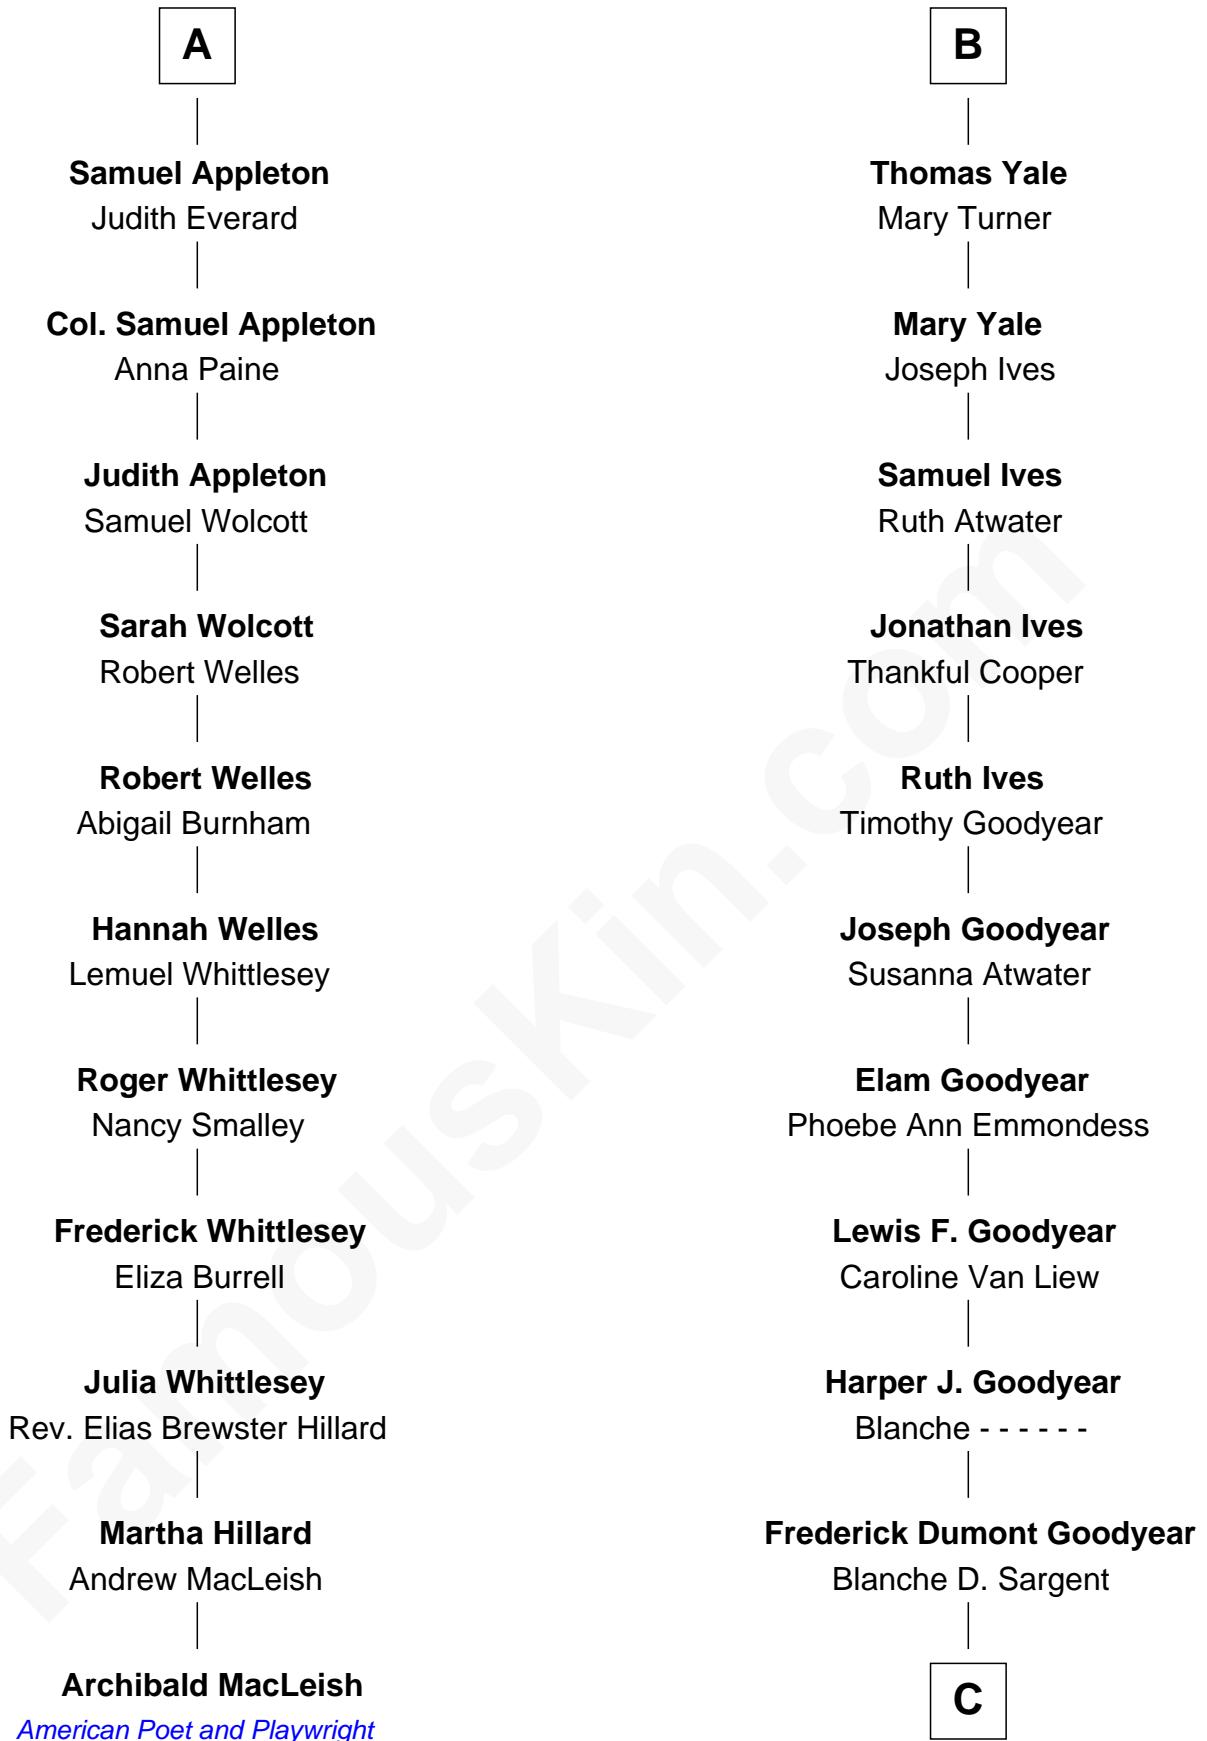 A
Samuel Appleton
Judith Everard
Col. Samuel Appleton
Anna Paine
Judith Appleton
Samuel Wolcott
Sarah Wolcott
Robert Welles
Robert Welles
Abigail Burnham
Hannah Welles
Lemuel Whittlesey
Roger Whittlesey
Nancy Smalley
Frederick Whittlesey
Eliza Burrell
Julia Whittlesey
Rev. Elias Brewster Hillard
Martha Hillard
Andrew MacLeish
Archibald MacLeish
American Poet and Playwright
B
Thomas Yale
Mary Turner
Mary Yale
Joseph Ives
Samuel Ives
Ruth Atwater
Jonathan Ives
Thankful Cooper
Ruth Ives
Timothy Goodyear
Joseph Goodyear
Susanna Atwater
Elam Goodyear
Phoebe Ann Emmondess
Lewis F. Goodyear
Caroline Van Liew
Harper J. Goodyear
Blanche - - - - - -
Frederick Dumont Goodyear
Blanche D. Sargent
C
FamousKin.com